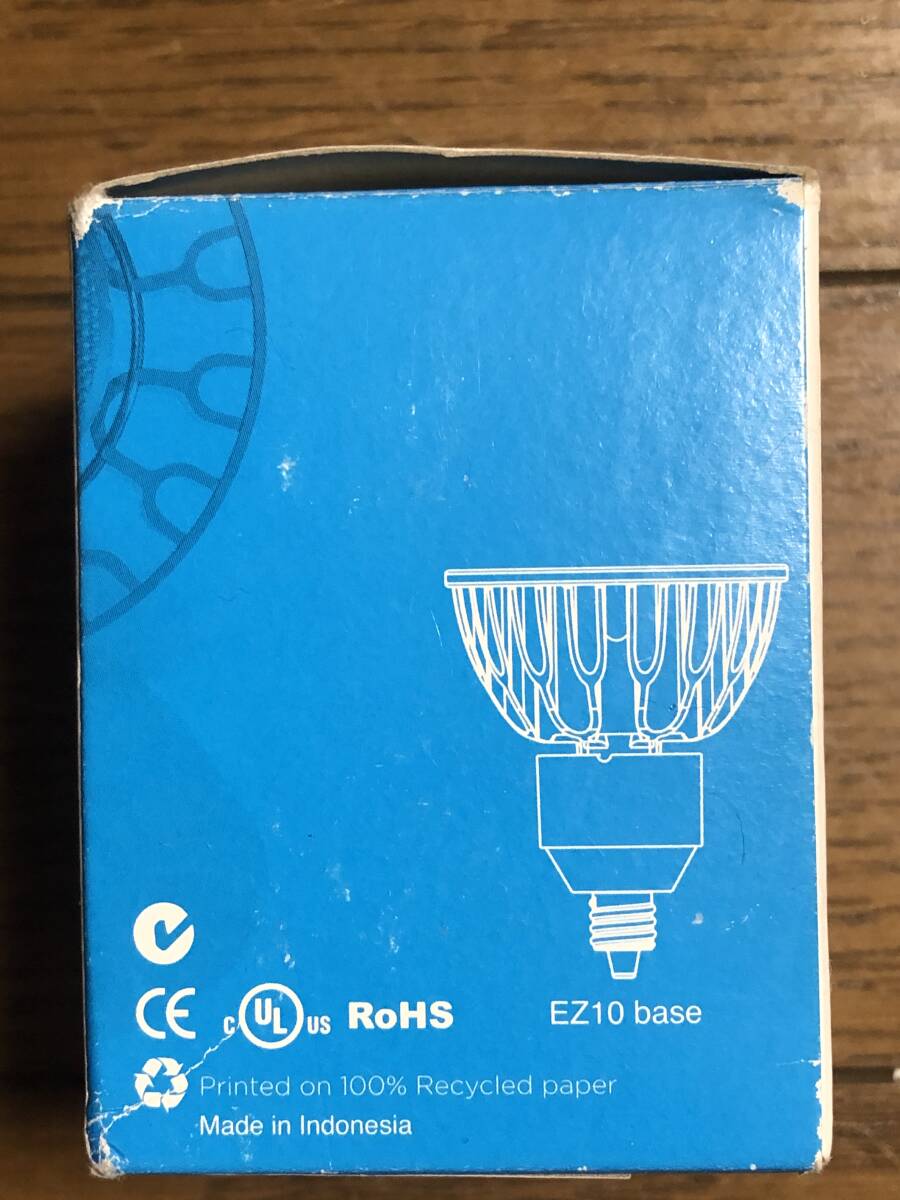 CE c UL US RoHS
EZ10 base
Printed on 100% Recycled paper
Made in Indonesia